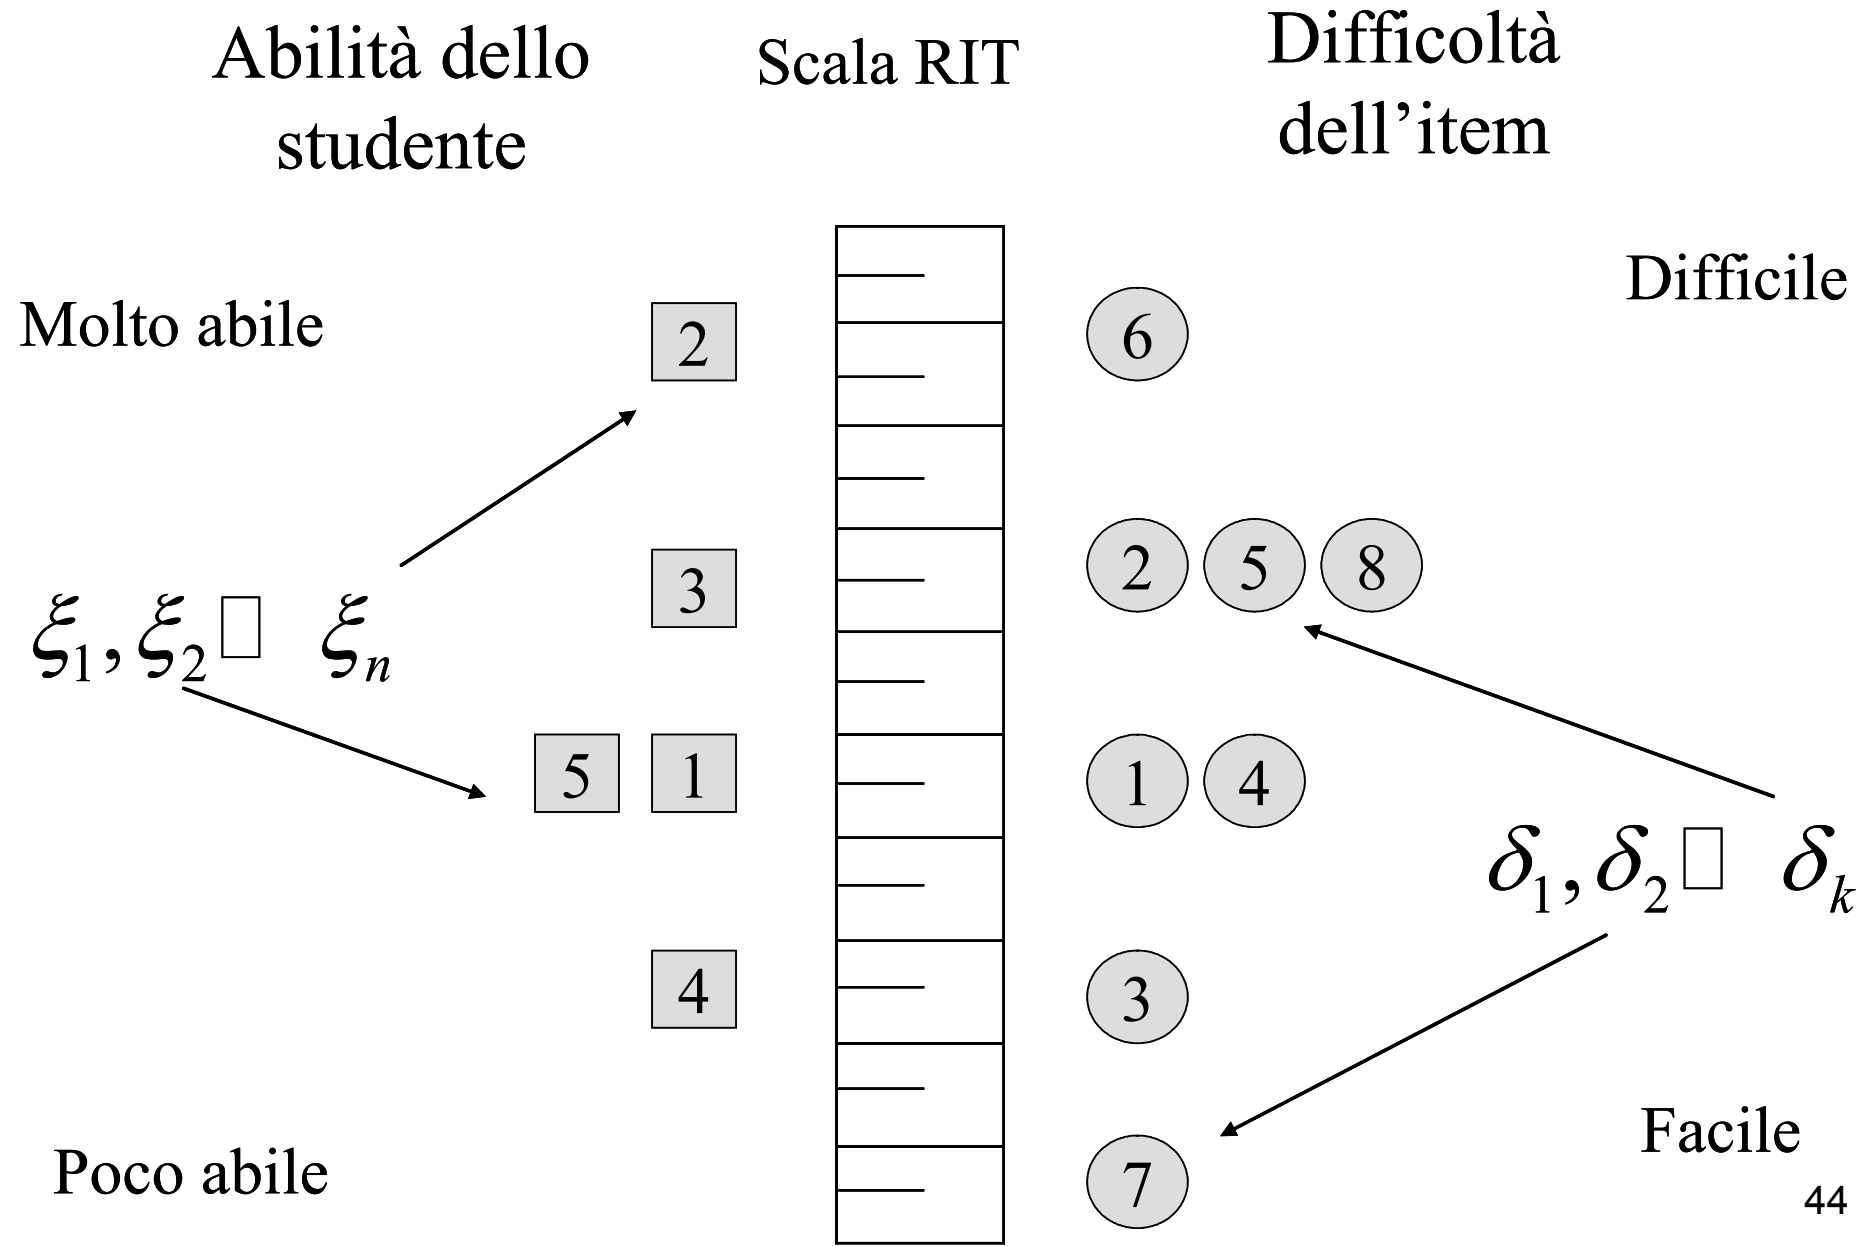 Abilità dello
studente
Scala RIT
Difficoltà
dell’item
Difficile
Molto abile
2
6
3
2 5 8
ξ1, ξ2□ ξn
5 1
1 4
δ1, δ2□ δk
4
3
Facile
Poco abile
7
44